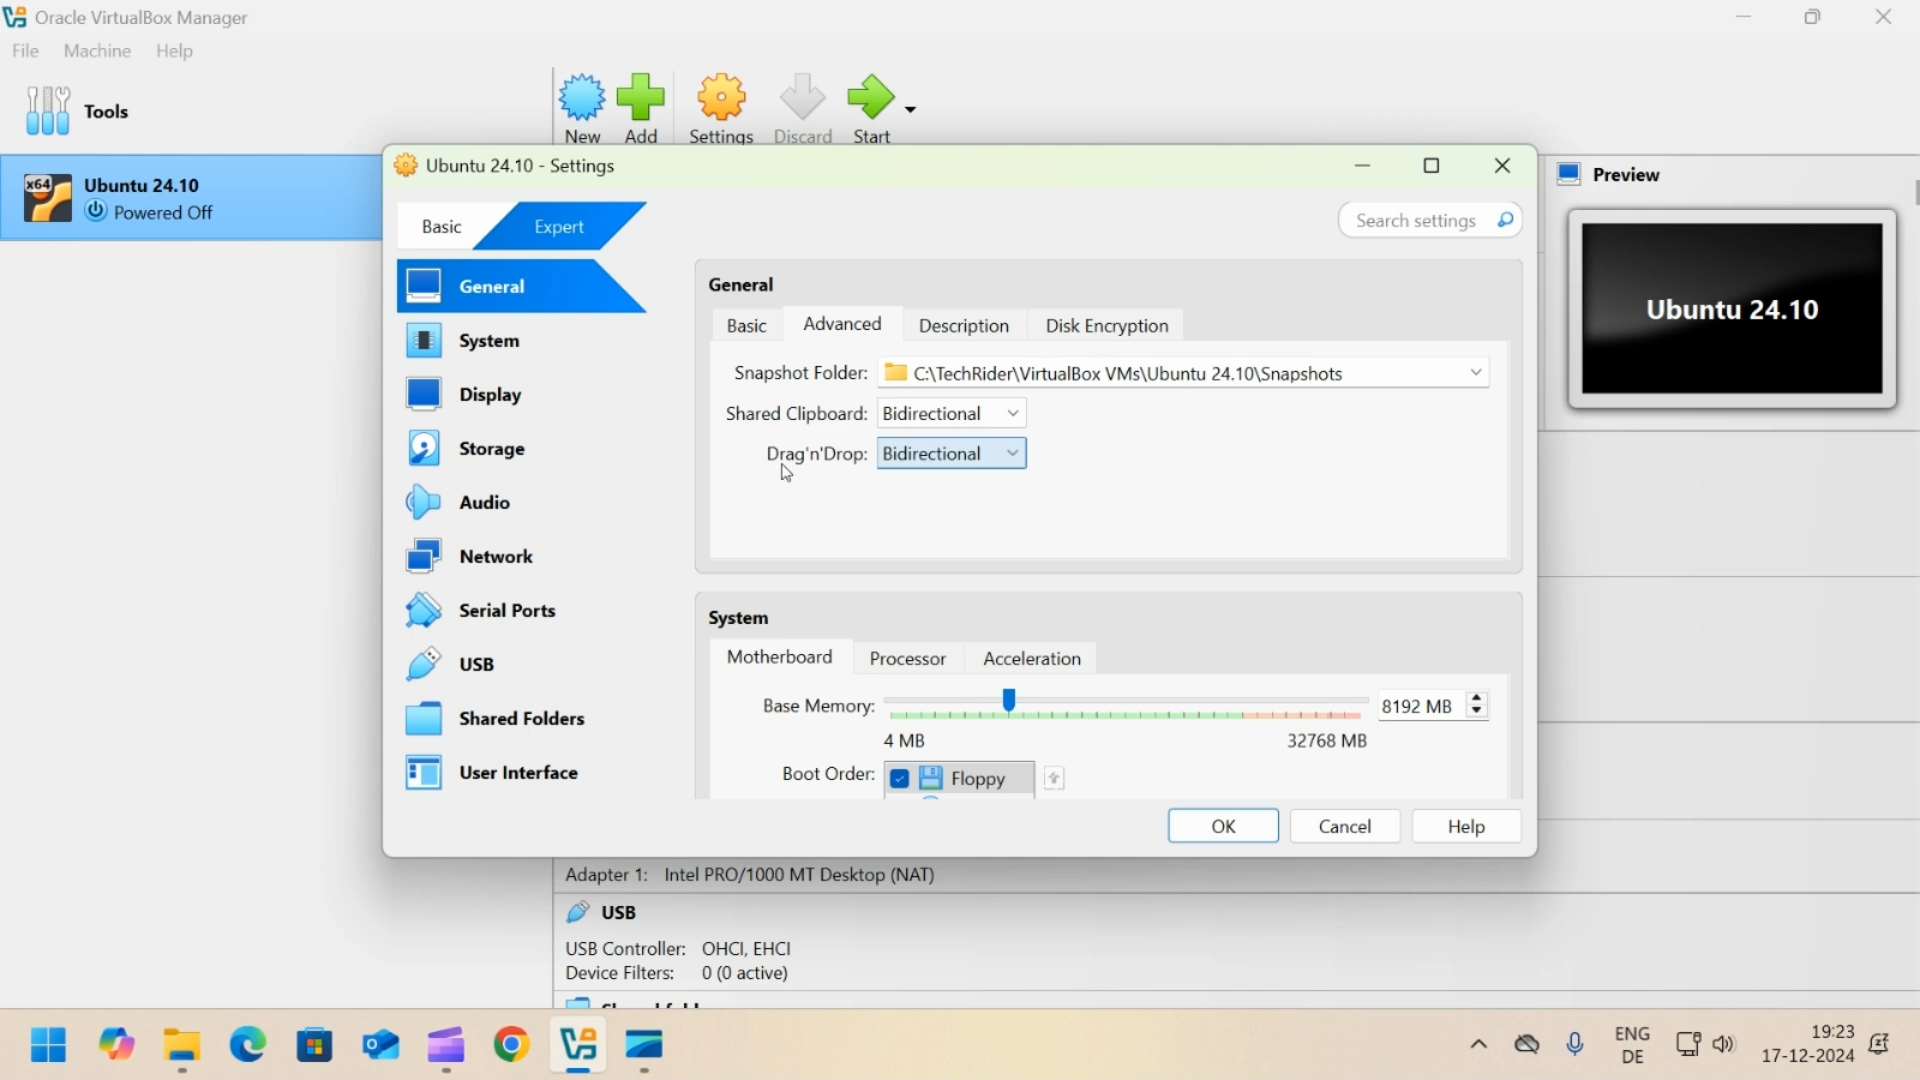 Oracle VirtualBox Manager
File Machine Help
Tools
New Add Settings Discard Start
x64 Ubuntu 24.10
Powered Off
Ubuntu 24.10 - Settings
Preview
Ubuntu 24.10
Basic Expert
Search settings
General
System
Display
Storage
Audio
Network
Serial Ports
USB
Shared Folders
User Interface
General
Basic Advanced Description Disk Encryption
Snapshot Folder: C:\TechRider\VirtualBox VMs\Ubuntu 24.10\Snapshots
Shared Clipboard: Bidirectional
Drag'n'Drop: Bidirectional
System
Motherboard Processor Acceleration
Base Memory: 8192 MB
4 MB 32768 MB
Boot Order: Floppy
OK Cancel Help
Adapter 1: Intel PRO/1000 MT Desktop (NAT)
USB
USB Controller: OHCI, EHCI
Device Filters: 0 (0 active)
ENG
DE
19:23
17-12-2024